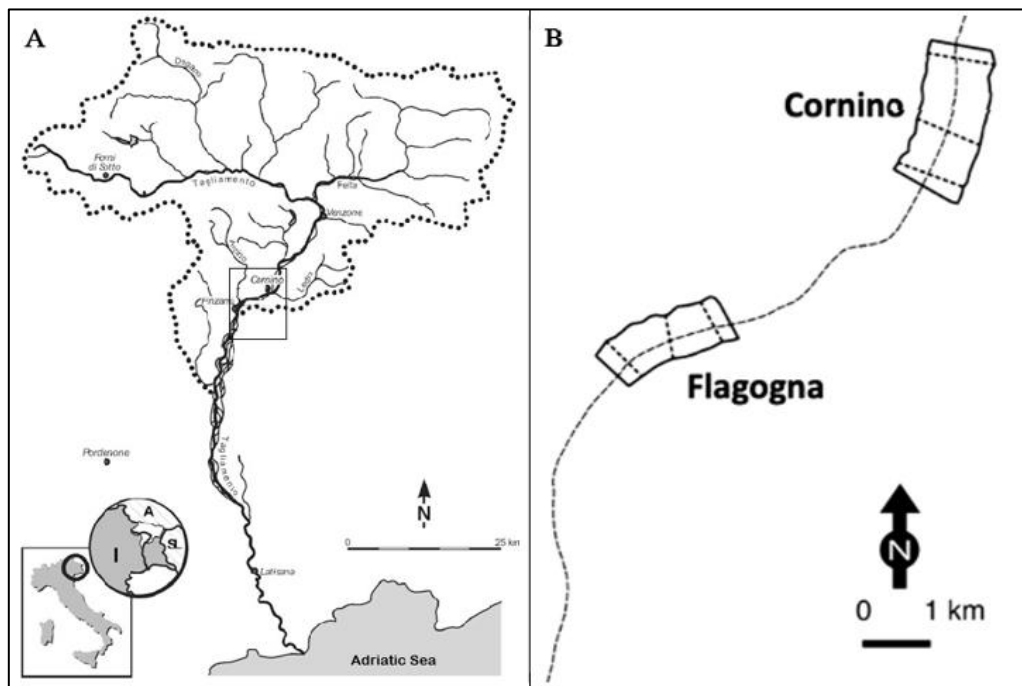 A
Degano
Forni
di Sotto
Tagliamento
Fella
Venzone
Arzino
Cornino
Ledra
Pinzano
Tagliamento
Pordenone
N
0
25 km
A
SL
I
Latisana
Adriatic Sea
B
Cornino
Flagogna
N
0 1 km